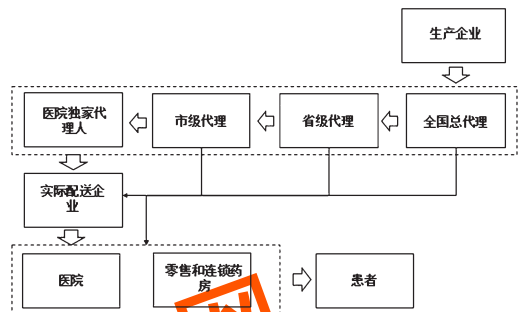 生产企业
医院独家代
理人
市级代理
省级代理
全国总代理
实际配送企
业
医院
零售和连锁药
房
患者
网